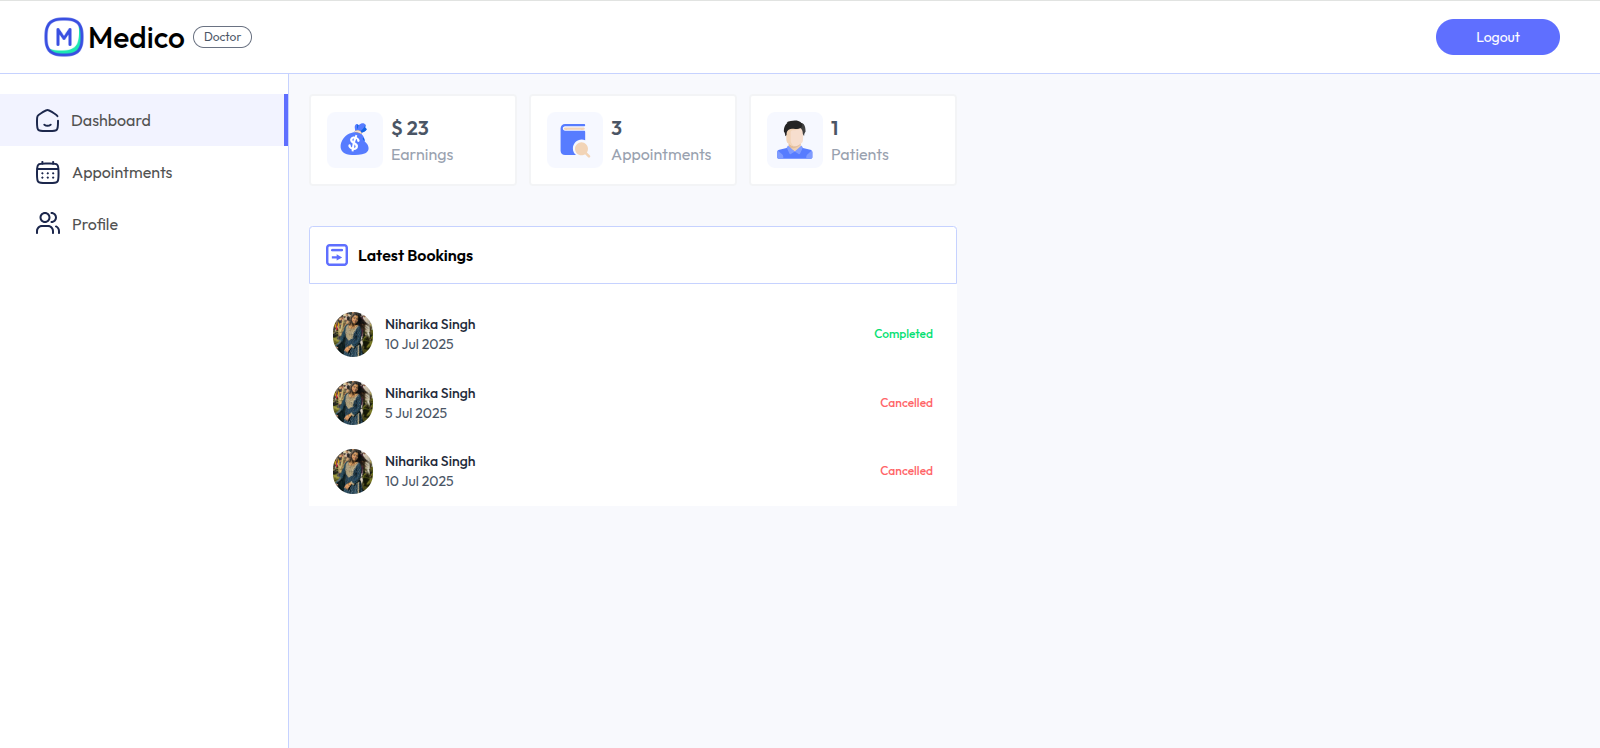 Medico
Doctor
Logout
Dashboard
Appointments
Profile
$ 23
Earnings
3
Appointments
1
Patients
Latest Bookings
Niharika Singh
10 Jul 2025
Completed
Niharika Singh
5 Jul 2025
Cancelled
Niharika Singh
10 Jul 2025
Cancelled